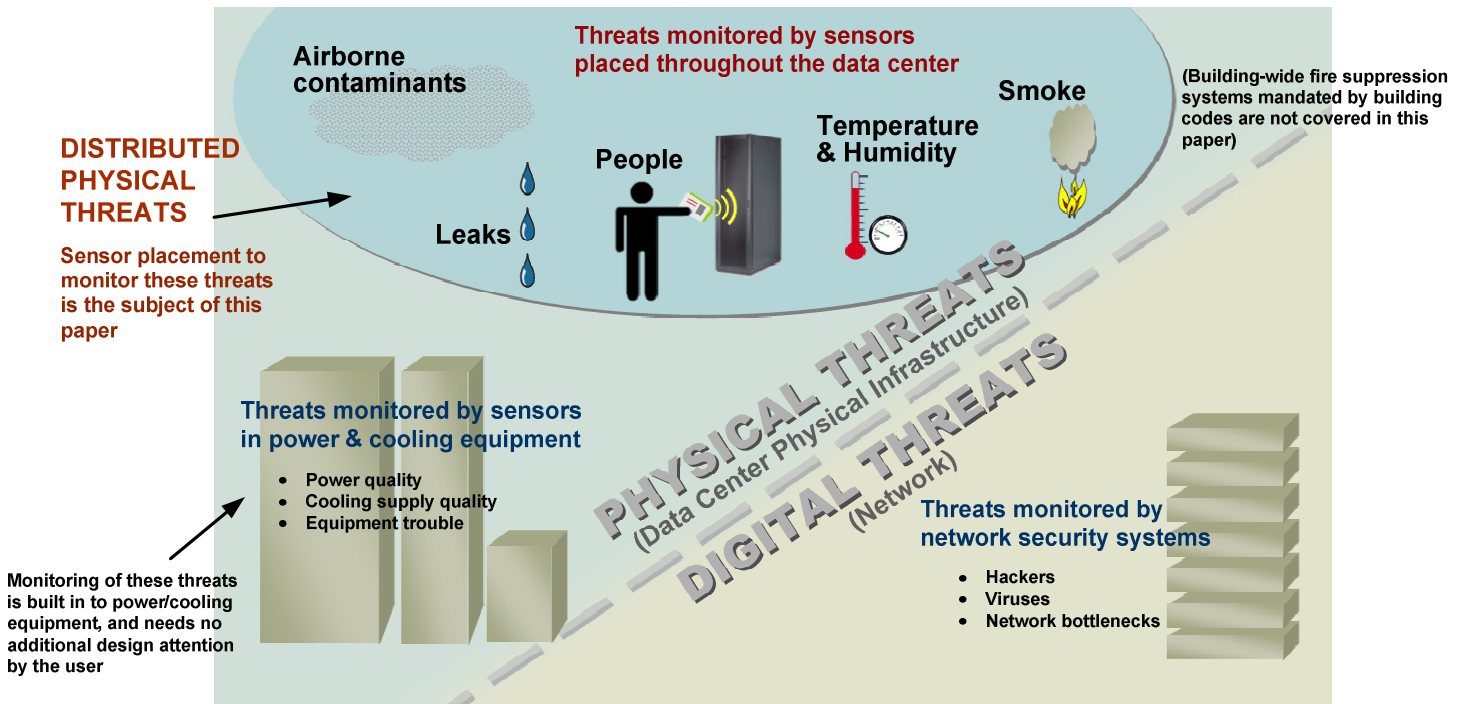 Threats monitored by sensors
placed throughout the data center
Airborne
contaminants
Smoke
(Building-wide fire suppression
systems mandated by building
codes are not covered in this
paper)
Temperature
& Humidity
People
Leaks
DISTRIBUTED
PHYSICAL
THREATS
Sensor placement to
monitor these threats
is the subject of this
paper
PHYSICAL THREATS
(Data Center Physical Infrastructure)
DIGITAL THREATS
(Network)
Threats monitored by sensors
in power & cooling equipment
• Power quality
• Cooling supply quality
• Equipment trouble
Monitoring of these threats
is built in to power/cooling
equipment, and needs no
additional design attention
by the user
Threats monitored by
network security systems
• Hackers
• Viruses
• Network bottlenecks